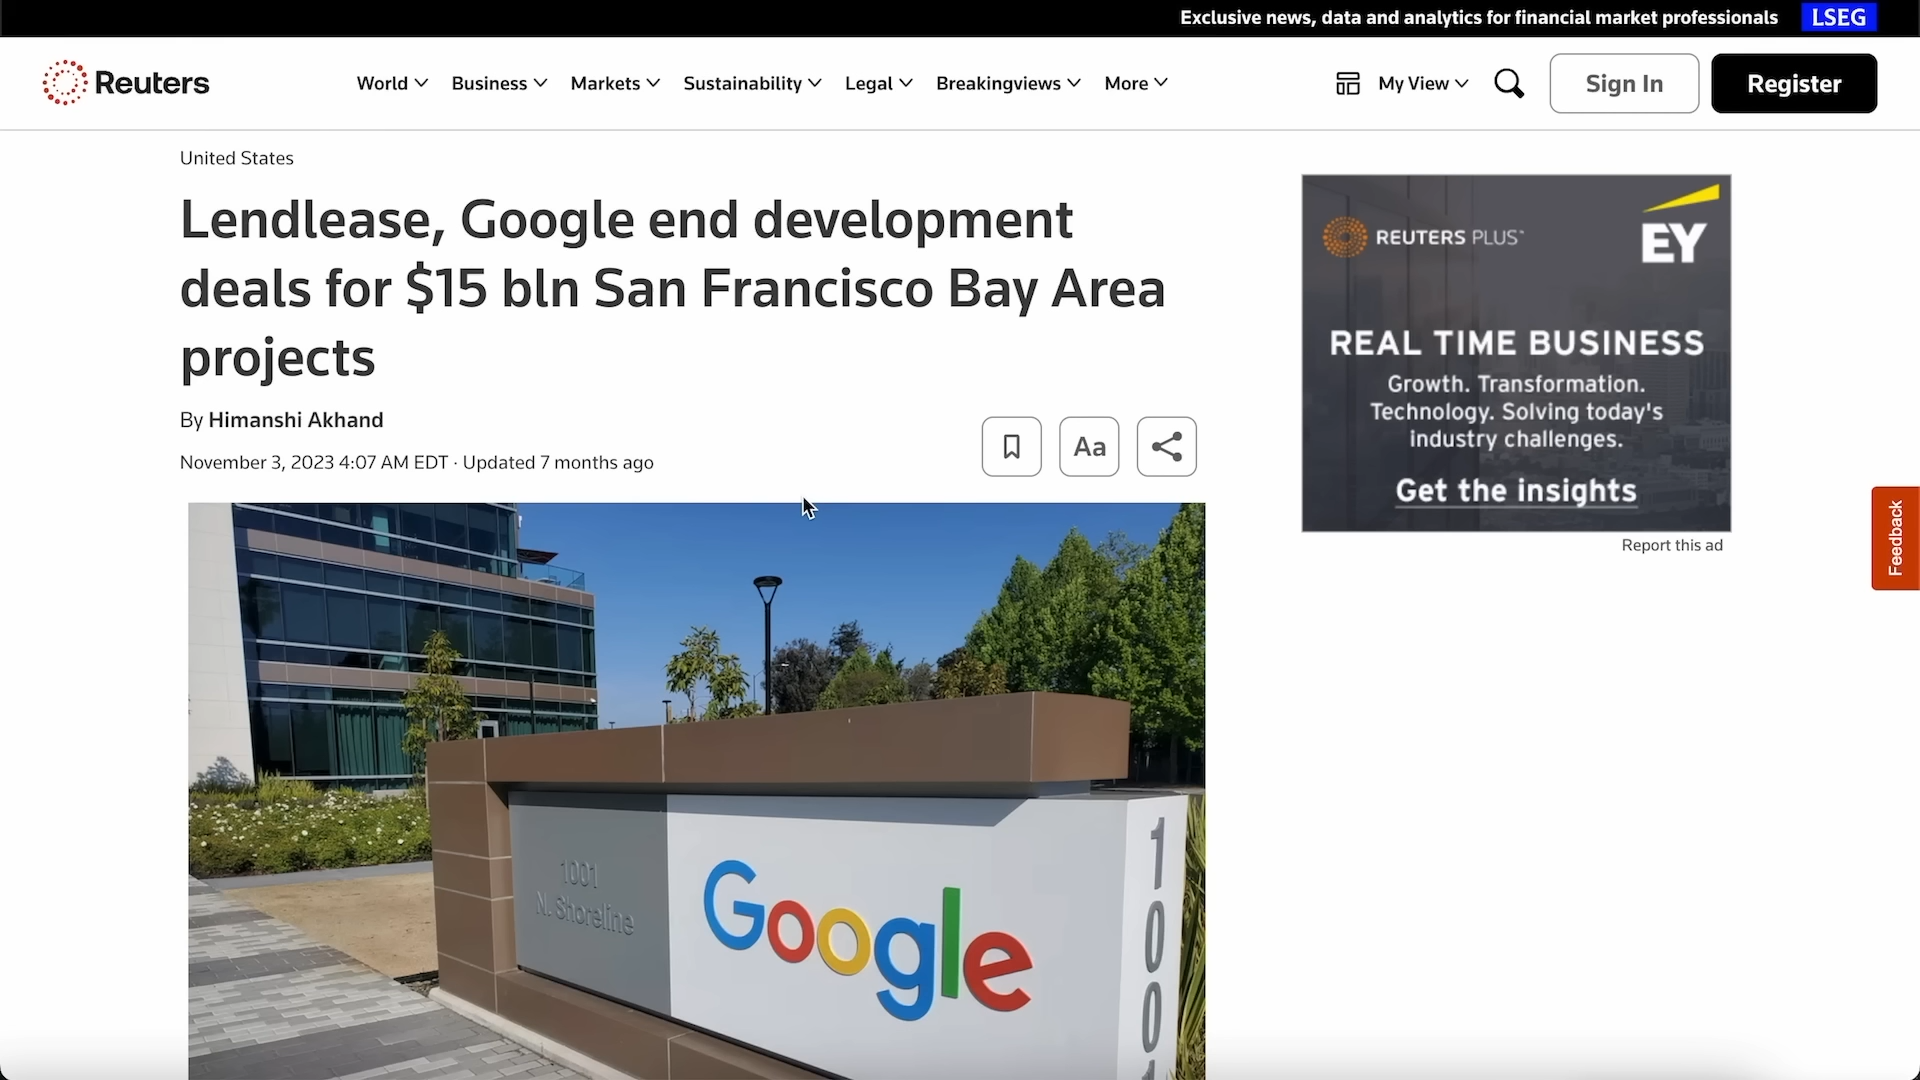 Exclusive news, data and analytics for financial market professionals LSEG
Reuters World Business Markets Sustainability Legal Breakingviews More My View Sign In Register
United States
Lendlease, Google end development
deals for $15 bln San Francisco Bay Area
projects
By Himanshi Akhand
November 3, 2023 4:07 AM EDT · Updated 7 months ago
Aa
REUTERS PLUS™
EY
REAL TIME BUSINESS
Growth. Transformation.
Technology. Solving today's
industry challenges.
Get the insights
Report this ad
Feedback
1001
N. Shoreline
Google
1001